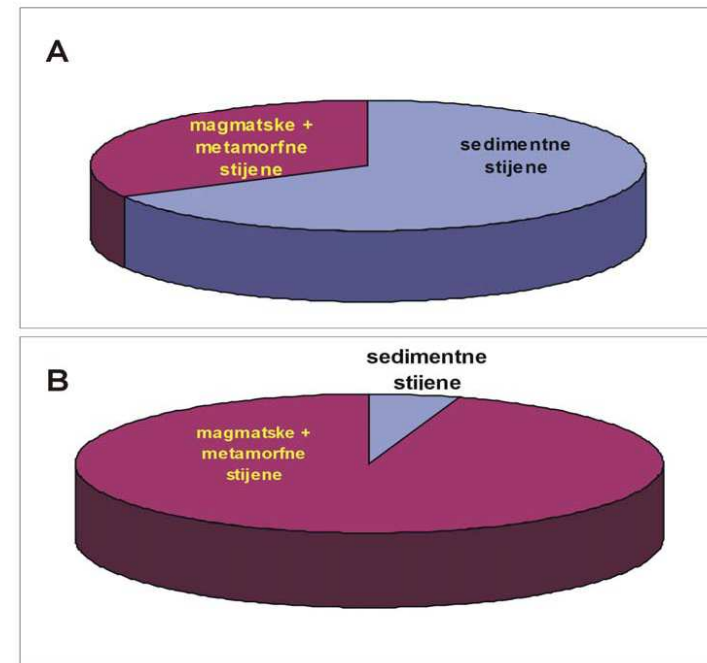 A
magmatske +
metamorfne
stijene
sedimentne
stijene
B
sedimentne
stijene
magmatske +
metamorfne
stijene